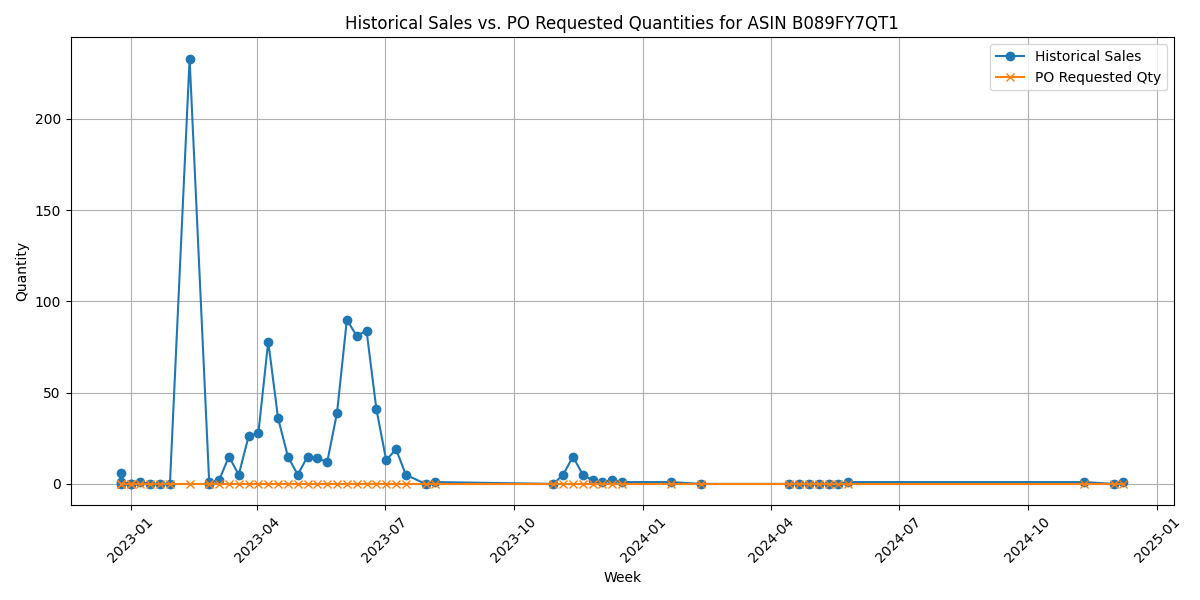 Historical Sales vs. PO Requested Quantities for ASIN B089FY7QT1
Historical Sales
PO Requested Qty
Quantity
200
150
100
50
0
2023-01
2023-04
2023-07
2023-10
2024-01
2024-04
2024-07
2024-10
2025-01
Week